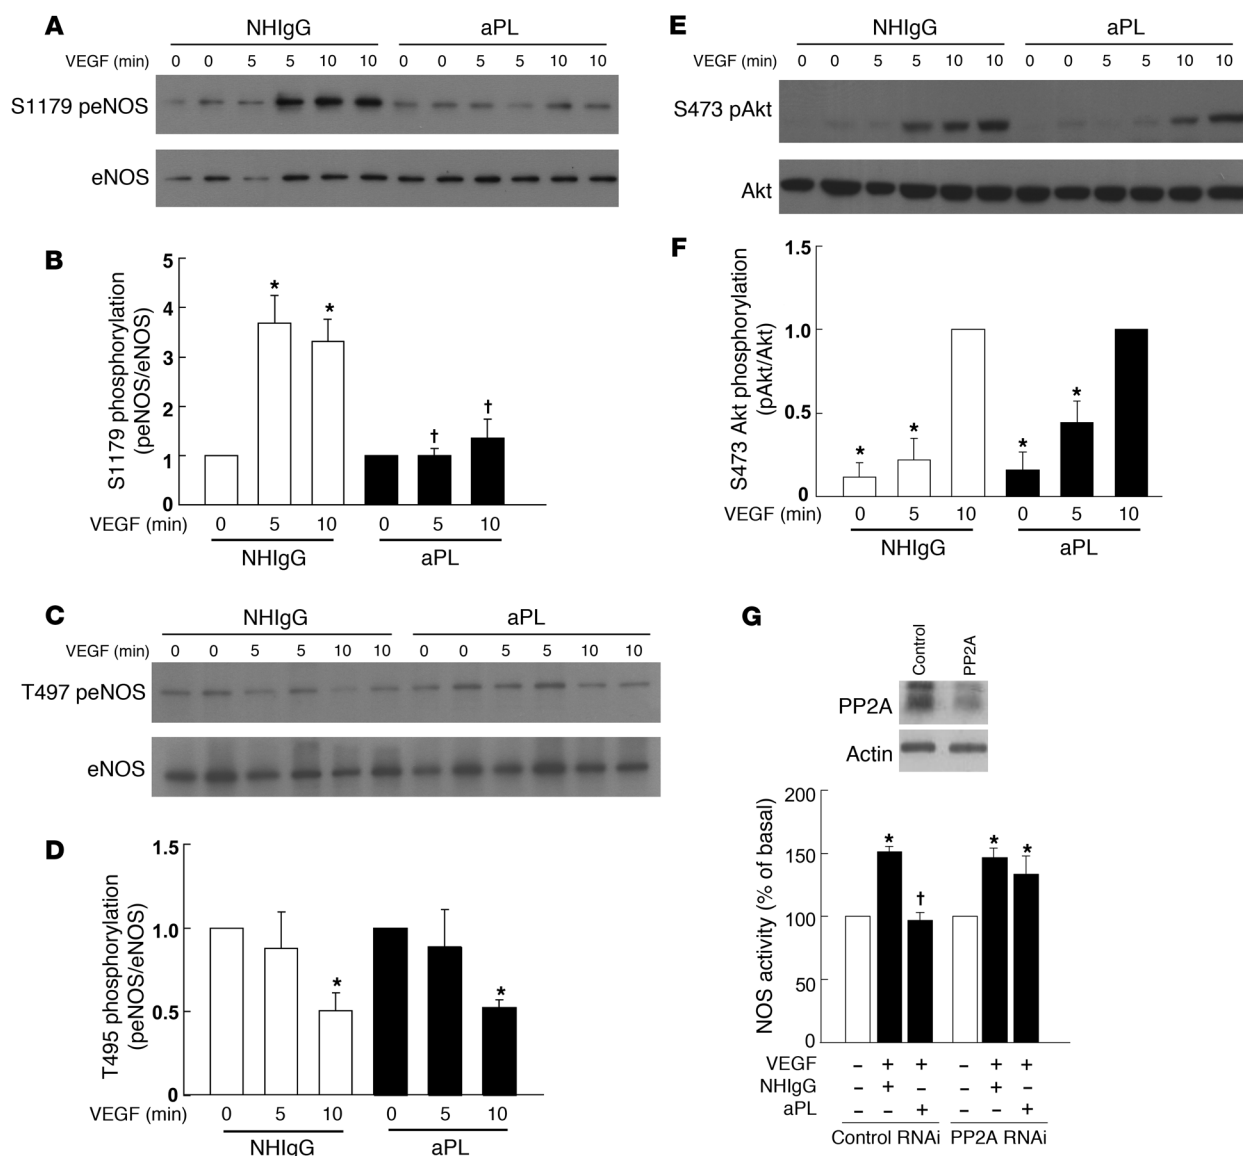 A
NHIgG aPL
VEGF (min) 0 0 5 5 10 10 0 0 5 5 10 10
S1179 peNOS
eNOS
B
S1179 phosphorylation
(peNOS/eNOS)
5
4
3
2
1
0
* * † †
VEGF (min) 0 5 10 0 5 10
NHIgG aPL
C
NHIgG aPL
VEGF (min) 0 0 5 5 10 10 0 0 5 5 10 10
T497 peNOS
eNOS
D
T495 phosphorylation
(peNOS/eNOS)
1.5
1.0
0.5
0
* *
VEGF (min) 0 5 10 0 5 10
NHIgG aPL
E
NHIgG aPL
VEGF (min) 0 0 5 5 10 10 0 0 5 5 10 10
S473 pAkt
Akt
F
S473 Akt phosphorylation
(pAkt/Akt)
1.5
1.0
0.5
0
* * * *
VEGF (min) 0 5 10 0 5 10
NHIgG aPL
G
Control PP2A
PP2A
Actin
NOS activity (% of basal)
200
150
100
50
0
* † * *
VEGF – + + – + +
NHIgG – + – – + –
aPL – – + – – +
Control RNAi PP2A RNAi